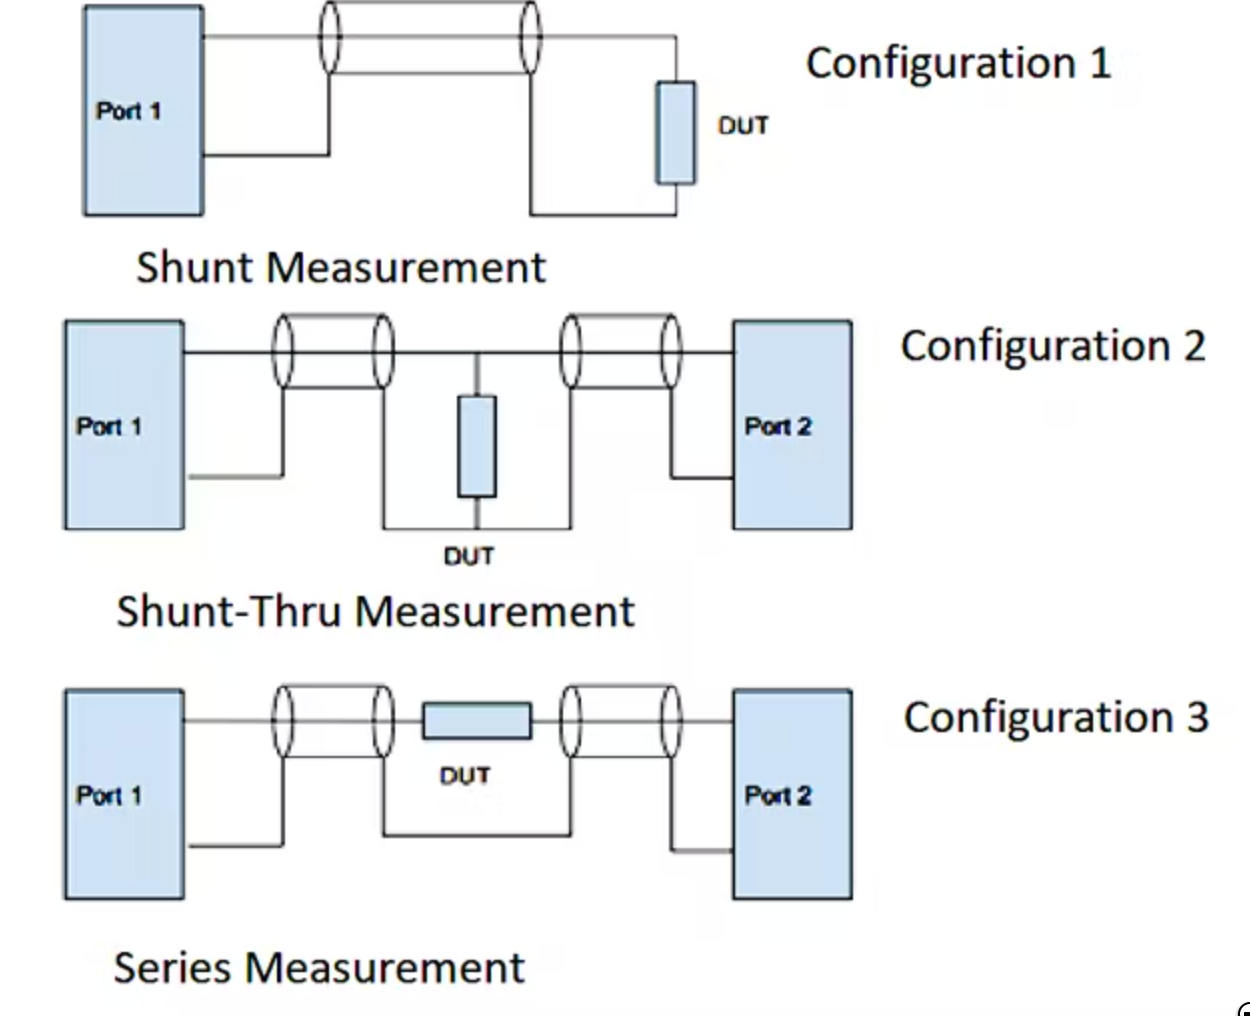 Configuration 1
Port 1
DUT
Shunt Measurement
Configuration 2
Port 1
Port 2
DUT
Shunt-Thru Measurement
Configuration 3
DUT
Port 1
Port 2
Series Measurement